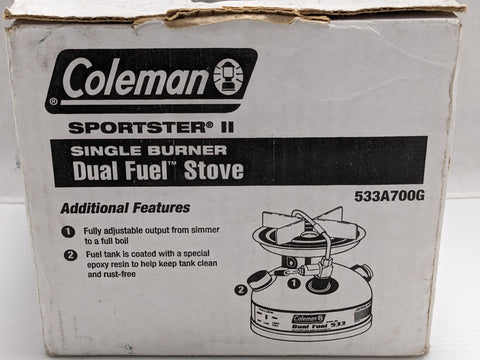 Coleman ®
SPORTSTER® II
SINGLE BURNER
Dual Fuel™ Stove
533A700G
Additional Features
1 Fully adjustable output from simmer
to a full boil
2 Fuel tank is coated with a special
epoxy resin to help keep tank clean
and rust-free
2
1
Coleman
Dual Fuel 533